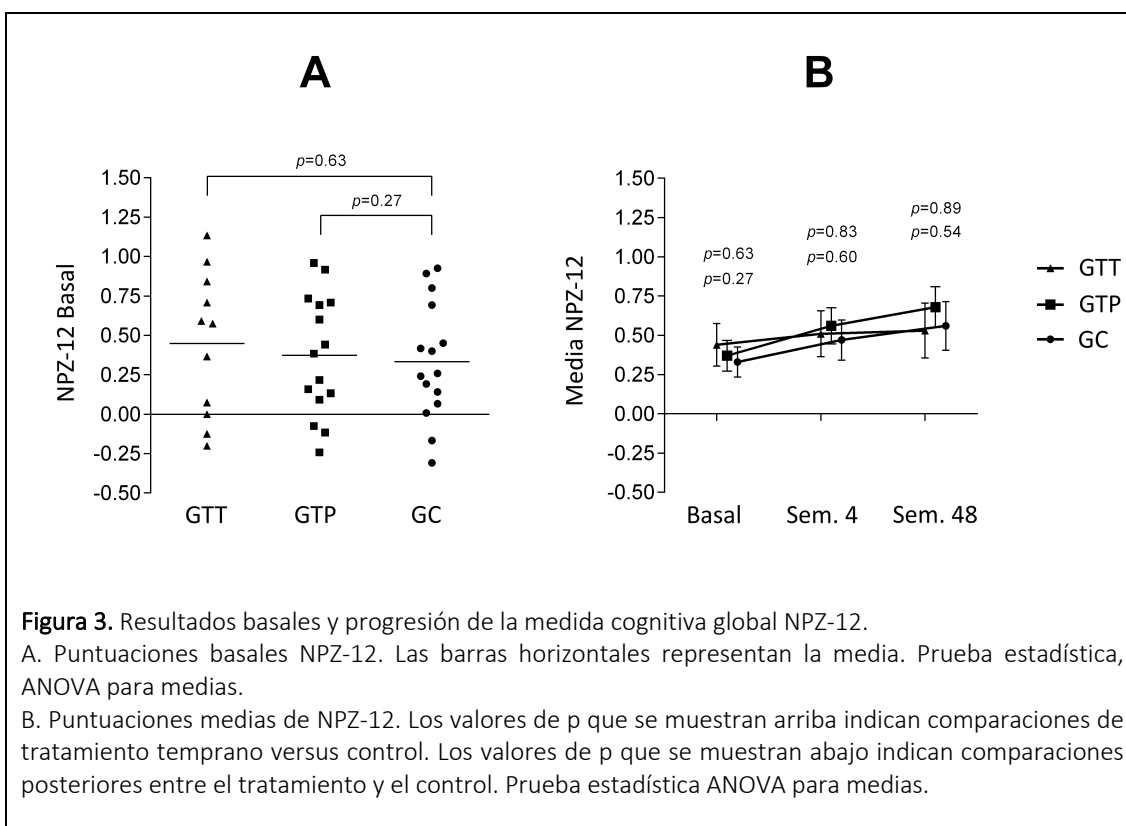 A
B
p=0.63
p=0.27
1.50
1.25
1.00
0.75
0.50
0.25
0.00
-0.25
-0.50
NPZ-12 Basal
GTT GTP GC
1.50
1.25
1.00
0.75
0.50
0.25
0.00
-0.25
-0.50
Media NPZ-12
p=0.63
p=0.27
p=0.83
p=0.60
p=0.89
p=0.54
Basal Sem. 4 Sem. 48
GTT
GTP
GC
Figura 3. Resultados basales y progresión de la medida cognitiva global NPZ-12.
A. Puntuaciones basales NPZ-12. Las barras horizontales representan la media. Prueba estadística,
ANOVA para medias.
B. Puntuaciones medias de NPZ-12. Los valores de p que se muestran arriba indican comparaciones de
tratamiento temprano versus control. Los valores de p que se muestran abajo indican comparaciones
posteriores entre el tratamiento y el control. Prueba estadística ANOVA para medias.